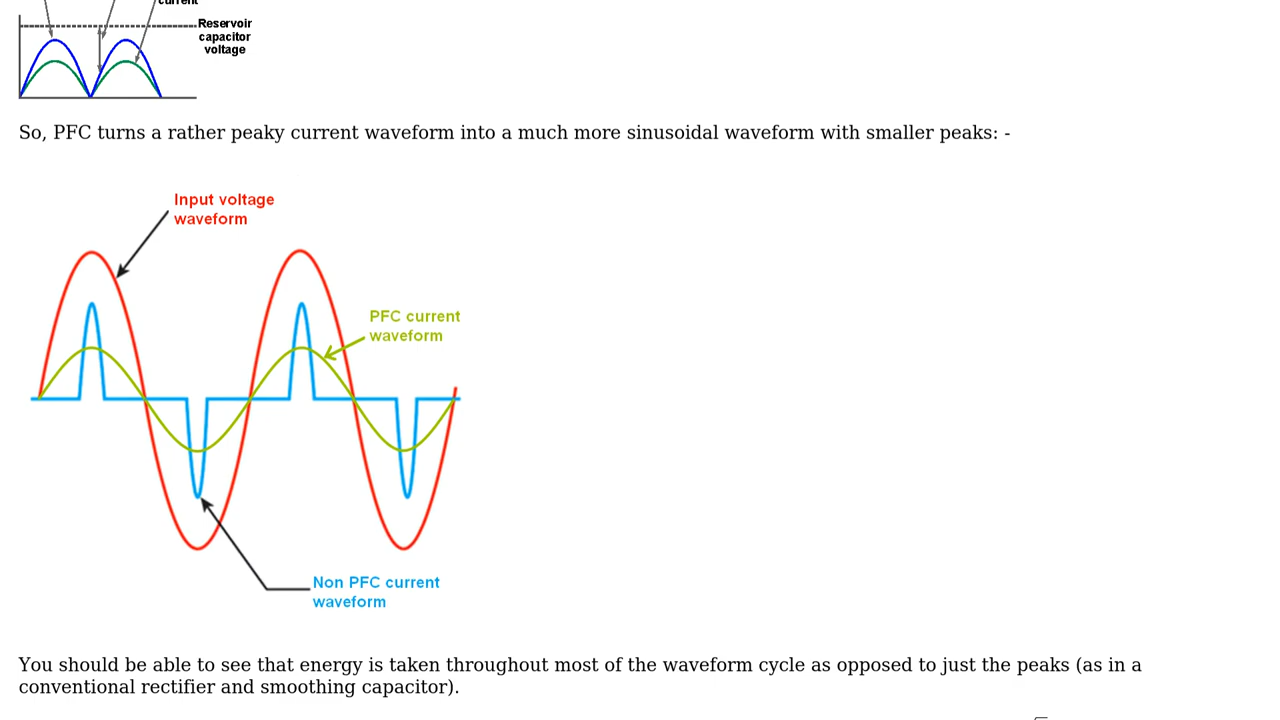 current
Reservoir
capacitor
voltage
So, PFC turns a rather peaky current waveform into a much more sinusoidal waveform with smaller peaks: -
Input voltage
waveform
PFC current
waveform
Non PFC current
waveform
You should be able to see that energy is taken throughout most of the waveform cycle as opposed to just the peaks (as in a
conventional rectifier and smoothing capacitor).